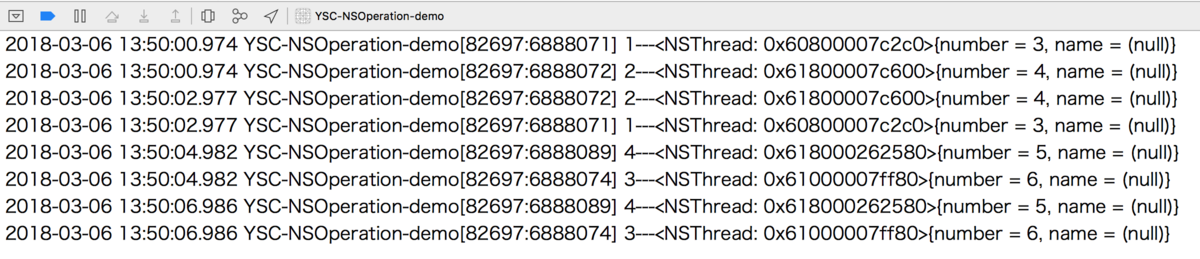 YSC-NSOperation-demo
2018-03-06 13:50:00.974 YSC-NSOperation-demo[82697:6888071] 1---<NSThread: 0x60800007c2c0>{number = 3, name = (null)}
2018-03-06 13:50:00.974 YSC-NSOperation-demo[82697:6888072] 2---<NSThread: 0x61800007c600>{number = 4, name = (null)}
2018-03-06 13:50:02.977 YSC-NSOperation-demo[82697:6888072] 2---<NSThread: 0x61800007c600>{number = 4, name = (null)}
2018-03-06 13:50:02.977 YSC-NSOperation-demo[82697:6888071] 1---<NSThread: 0x60800007c2c0>{number = 3, name = (null)}
2018-03-06 13:50:04.982 YSC-NSOperation-demo[82697:6888089] 4---<NSThread: 0x618000262580>{number = 5, name = (null)}
2018-03-06 13:50:04.982 YSC-NSOperation-demo[82697:6888074] 3---<NSThread: 0x61000007ff80>{number = 6, name = (null)}
2018-03-06 13:50:06.986 YSC-NSOperation-demo[82697:6888089] 4---<NSThread: 0x618000262580>{number = 5, name = (null)}
2018-03-06 13:50:06.986 YSC-NSOperation-demo[82697:6888074] 3---<NSThread: 0x61000007ff80>{number = 6, name = (null)}